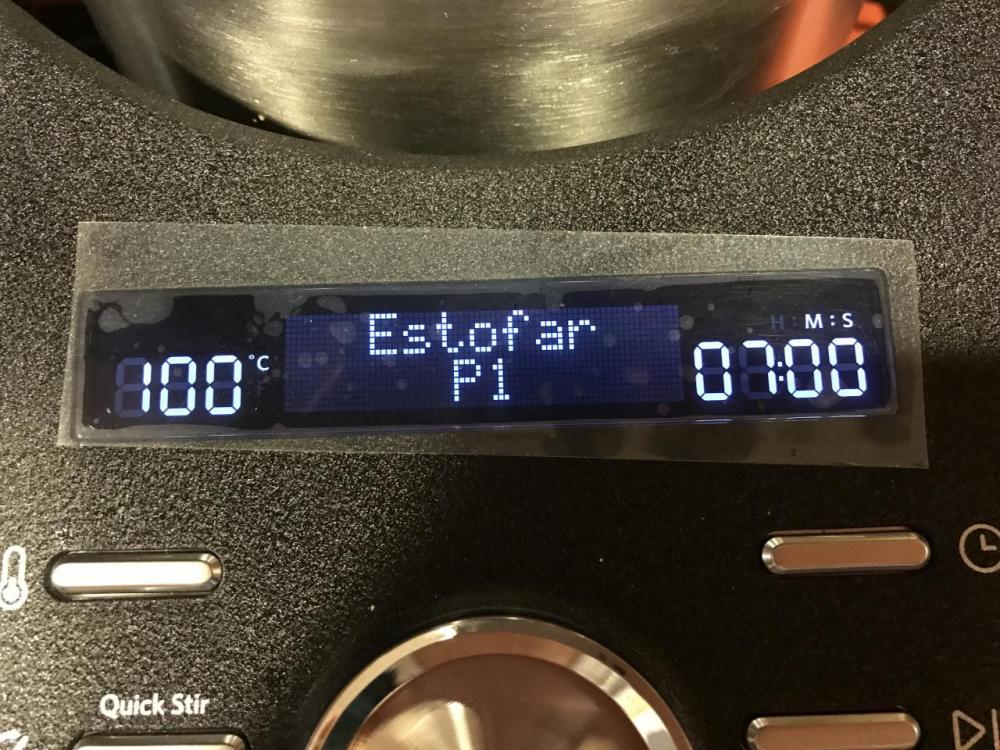 Estofar
P1
100 °C
H : M : S
07:00
Quick Stir